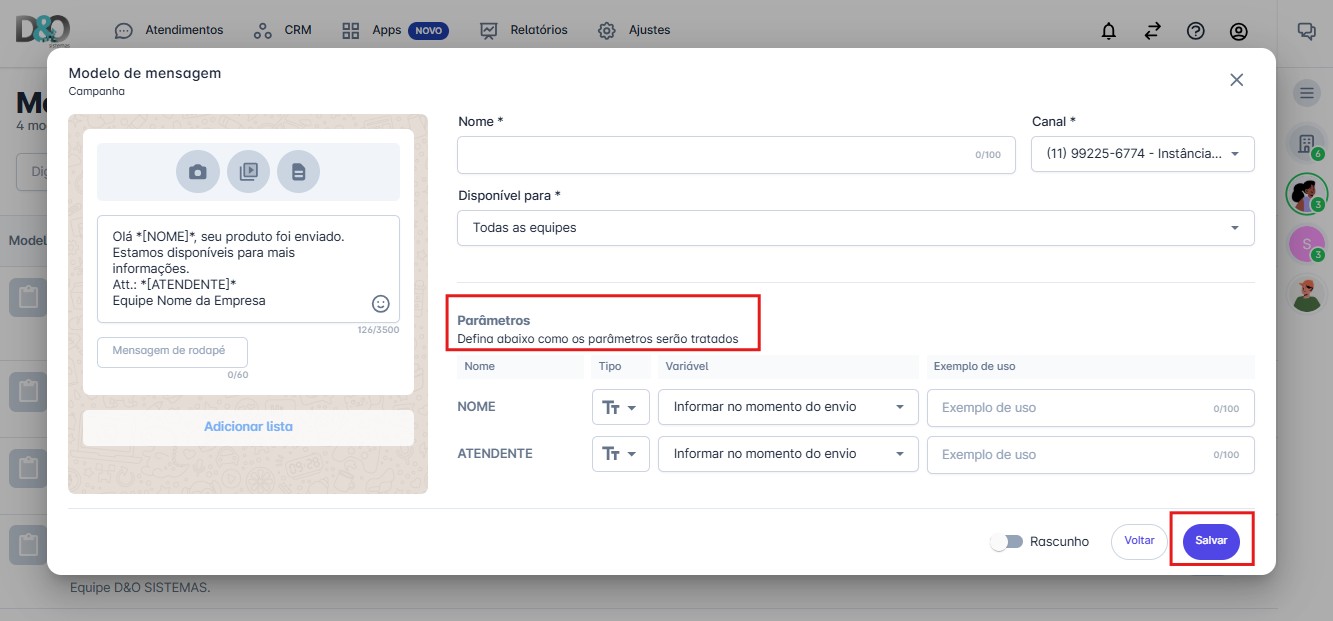 D&O
sistemas
Atendimentos
CRM
Apps NOVO
Relatórios
Ajustes
Mo
4 mo
Dig
Model
Modelo de mensagem
Campanha
Olá *[NOME]*, seu produto foi enviado.
Estamos disponíveis para mais
informações.
Att.: *[ATENDENTE]*
Equipe Nome da Empresa
126/3500
Mensagem de rodapé
0/60
Adicionar lista
Nome *
0/100
Canal *
(11) 99225-6774 - Instância...
Disponível para *
Todas as equipes
Parâmetros
Defina abaixo como os parâmetros serão tratados
Nome Tipo Variável Exemplo de uso
NOME Tт Informar no momento do envio Exemplo de uso 0/100
ATENDENTE Tт Informar no momento do envio Exemplo de uso 0/100
Rascunho
Voltar
Salvar
Equipe D&O SISTEMAS.
6
3
S
3